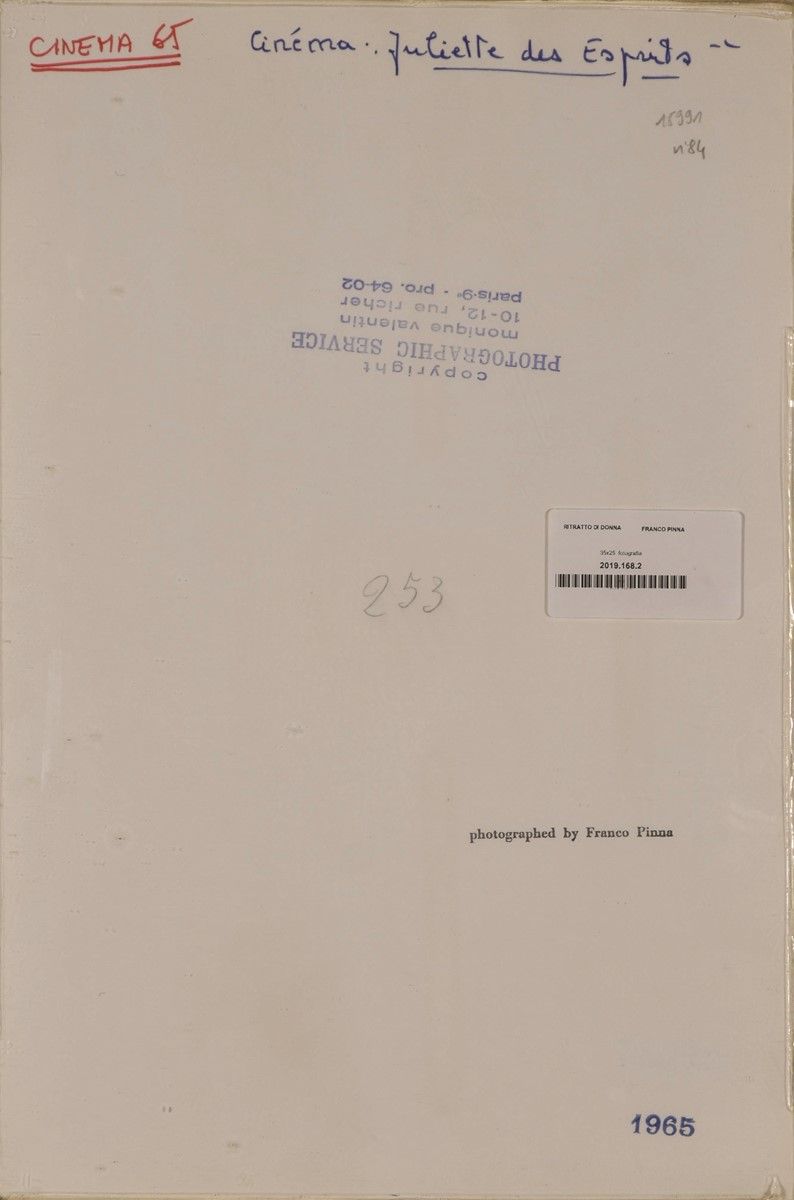 CINEMA 65
Cinéma : Juliette des Esprits
15991
n°84
copyright
PHOTOGRAPHIC SERVICE
monique valentin
10-12, rue richer
paris-9e - pro. 64-02
RITRATTO DI DONNA FRANCO PINNA
35x25 fotografia
2019.168.2
253
photographed by Franco Pinna
1965